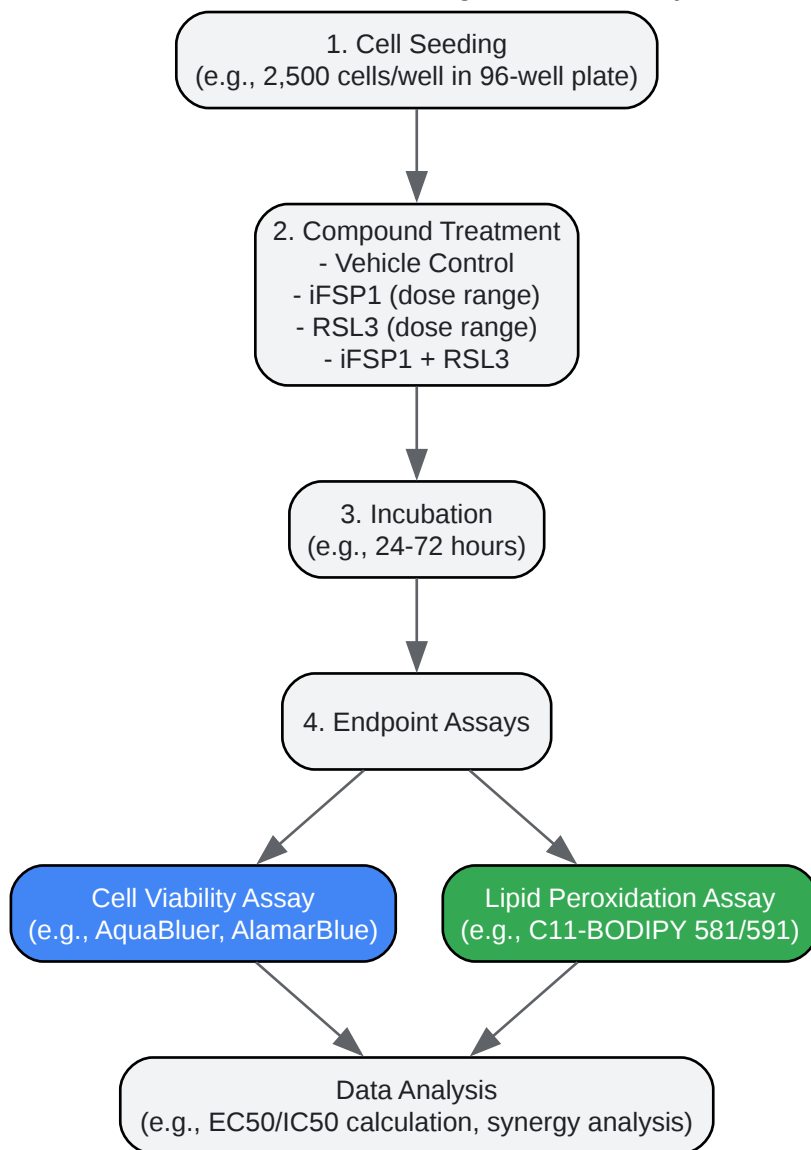 1. Cell Seeding
(e.g., 2,500 cells/well in 96-well plate)
2. Compound Treatment
- Vehicle Control
- iFSP1 (dose range)
- RSL3 (dose range)
- iFSP1 + RSL3
3. Incubation
(e.g., 24-72 hours)
4. Endpoint Assays
Cell Viability Assay
(e.g., AquaBluer, AlamarBlue)
Lipid Peroxidation Assay
(e.g., C11-BODIPY 581/591)
Data Analysis
(e.g., EC50/IC50 calculation, synergy analysis)